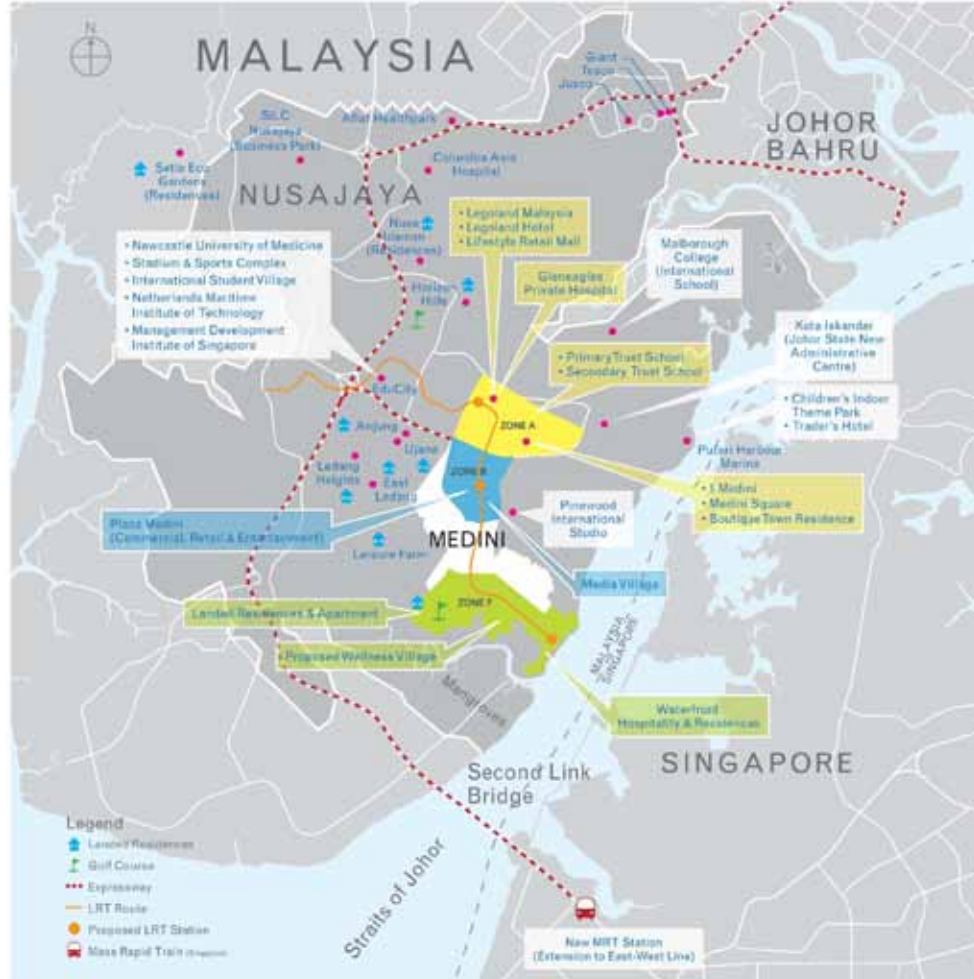 N
MALAYSIA
Giant
Tesco
Jusco
JOHOR
BAHRU
SiLC
Nusajaya
(Business Park)
Afiat Healthpark
Columbia Asia
Hospital
Setia Eco
Gardens
(Residences)
NUSAJAYA
• Legoland Malaysia
• Legoland Hotel
• Lifestyle Retail Mall
Nusa
Idaman
(Residences)
Gleneagles
Private Hospital
Malborough
College
(International
School)
• Newcastle University of Medicine
• Stadium & Sports Complex
• International Student Village
• Netherlands Maritime
Institute of Technology
• Management Development
Institute of Singapore
Horizon
Hills
Kota Iskandar
(Johor State New
Administrative
Centre)
• Primary Trust School
• Secondary Trust School
EduCity
• Children's Indoor
Theme Park
• Trader's Hotel
ZONE A
Anjung
Ujana
Puteri Harbour
Marina
Ledang
Heights
East
Ledang
ZONE B
• 1 Medini
• Medini Square
• Boutique Town Residence
Plaza Medini
(Commercial, Retail & Entertainment)
Pinewood
International
Studio
MEDINI
Leisure Farm
Media Village
Landed Residences & Apartment
ZONE F
• Proposed Wellness Village
MALAYSIA
SINGAPORE
Mangroves
Waterfront
Hospitality & Residences
SINGAPORE
Second Link
Bridge
Straits of Johor
Legend
Landed Residences
Golf Course
Expressway
LRT Route
Proposed LRT Station
Mass Rapid Train (Singapore)
New MRT Station
(Extension to East-West Line)